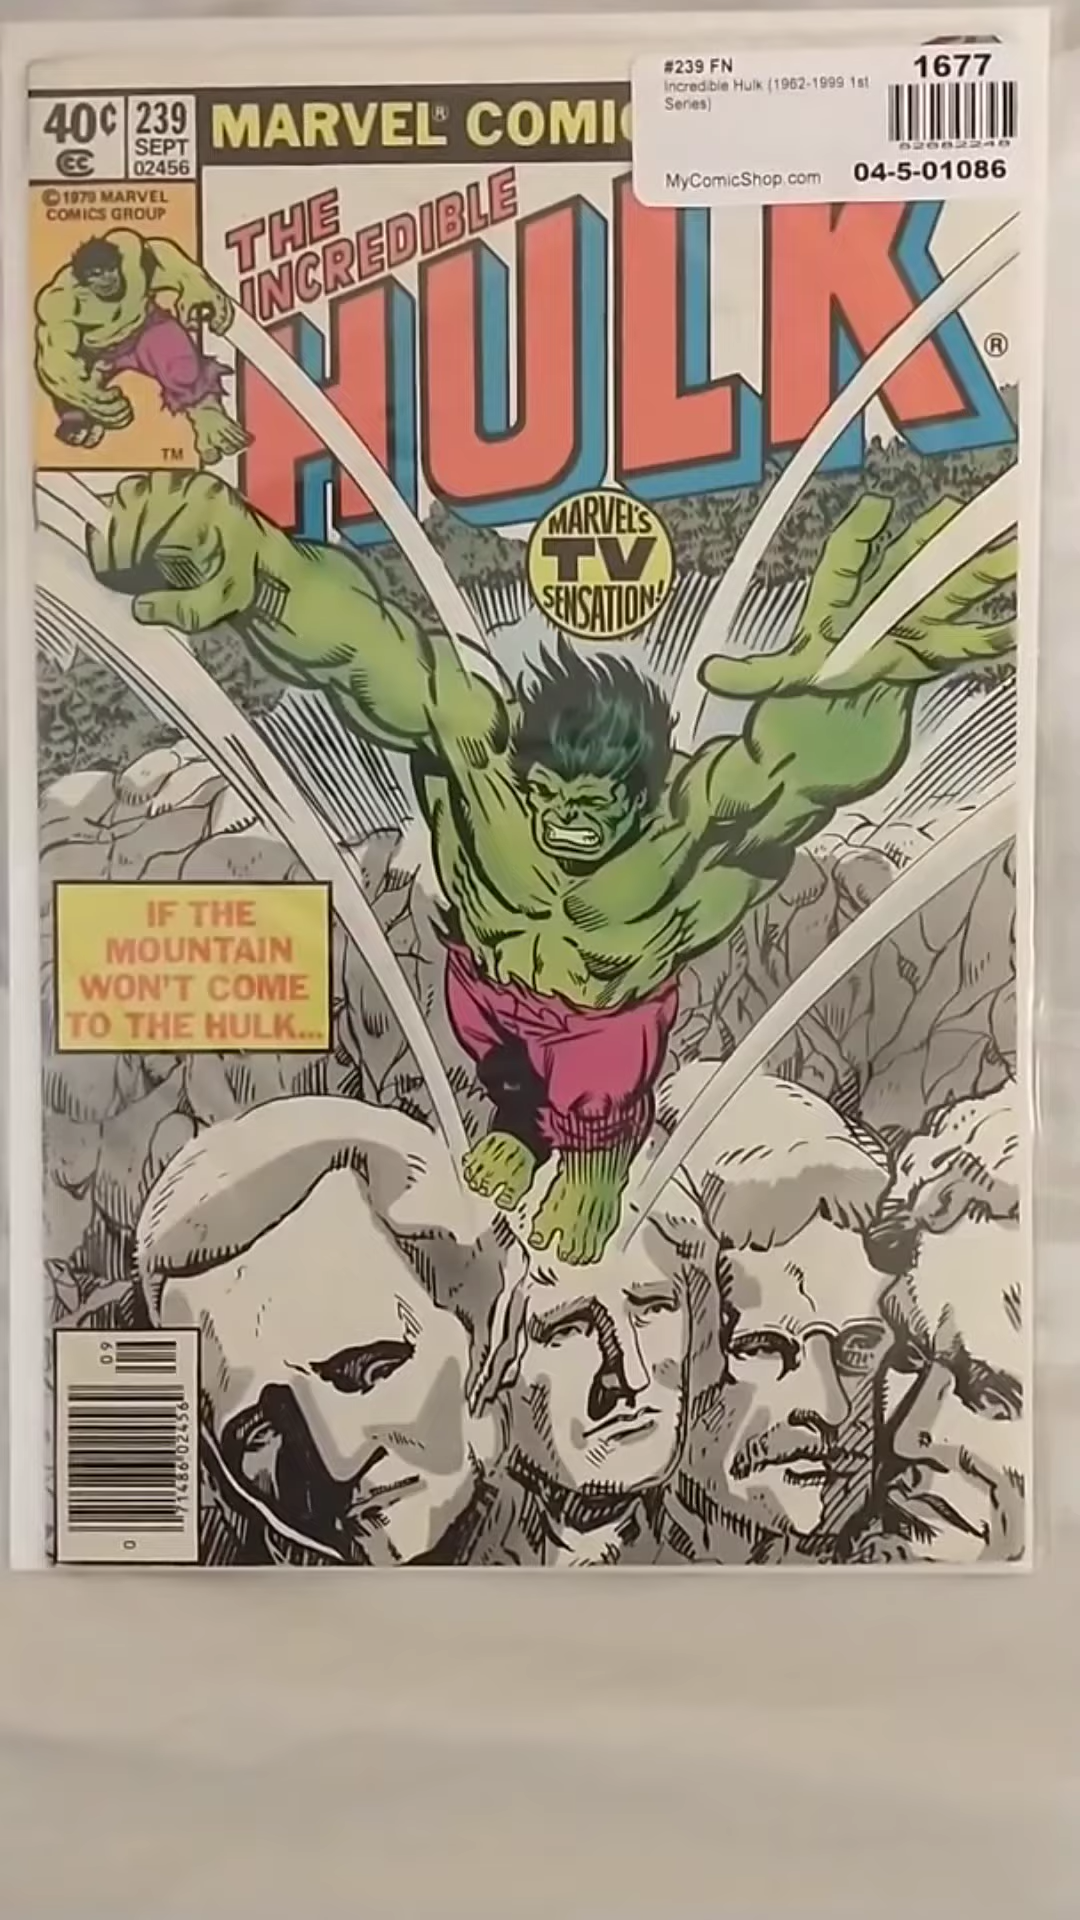 #239 FN
Incredible Hulk (1962-1999 1st
Series)
1677
MyComicShop.com
04-5-01086
40¢
CC
239
SEPT
02456
MARVEL® COMIC
©1979 MARVEL
COMICS GROUP
TM
THE
INCREDIBLE
HULK
®
MARVEL'S
TV
SENSATION!
IF THE
MOUNTAIN
WON'T COME
TO THE HULK...
09
71486 02456
0